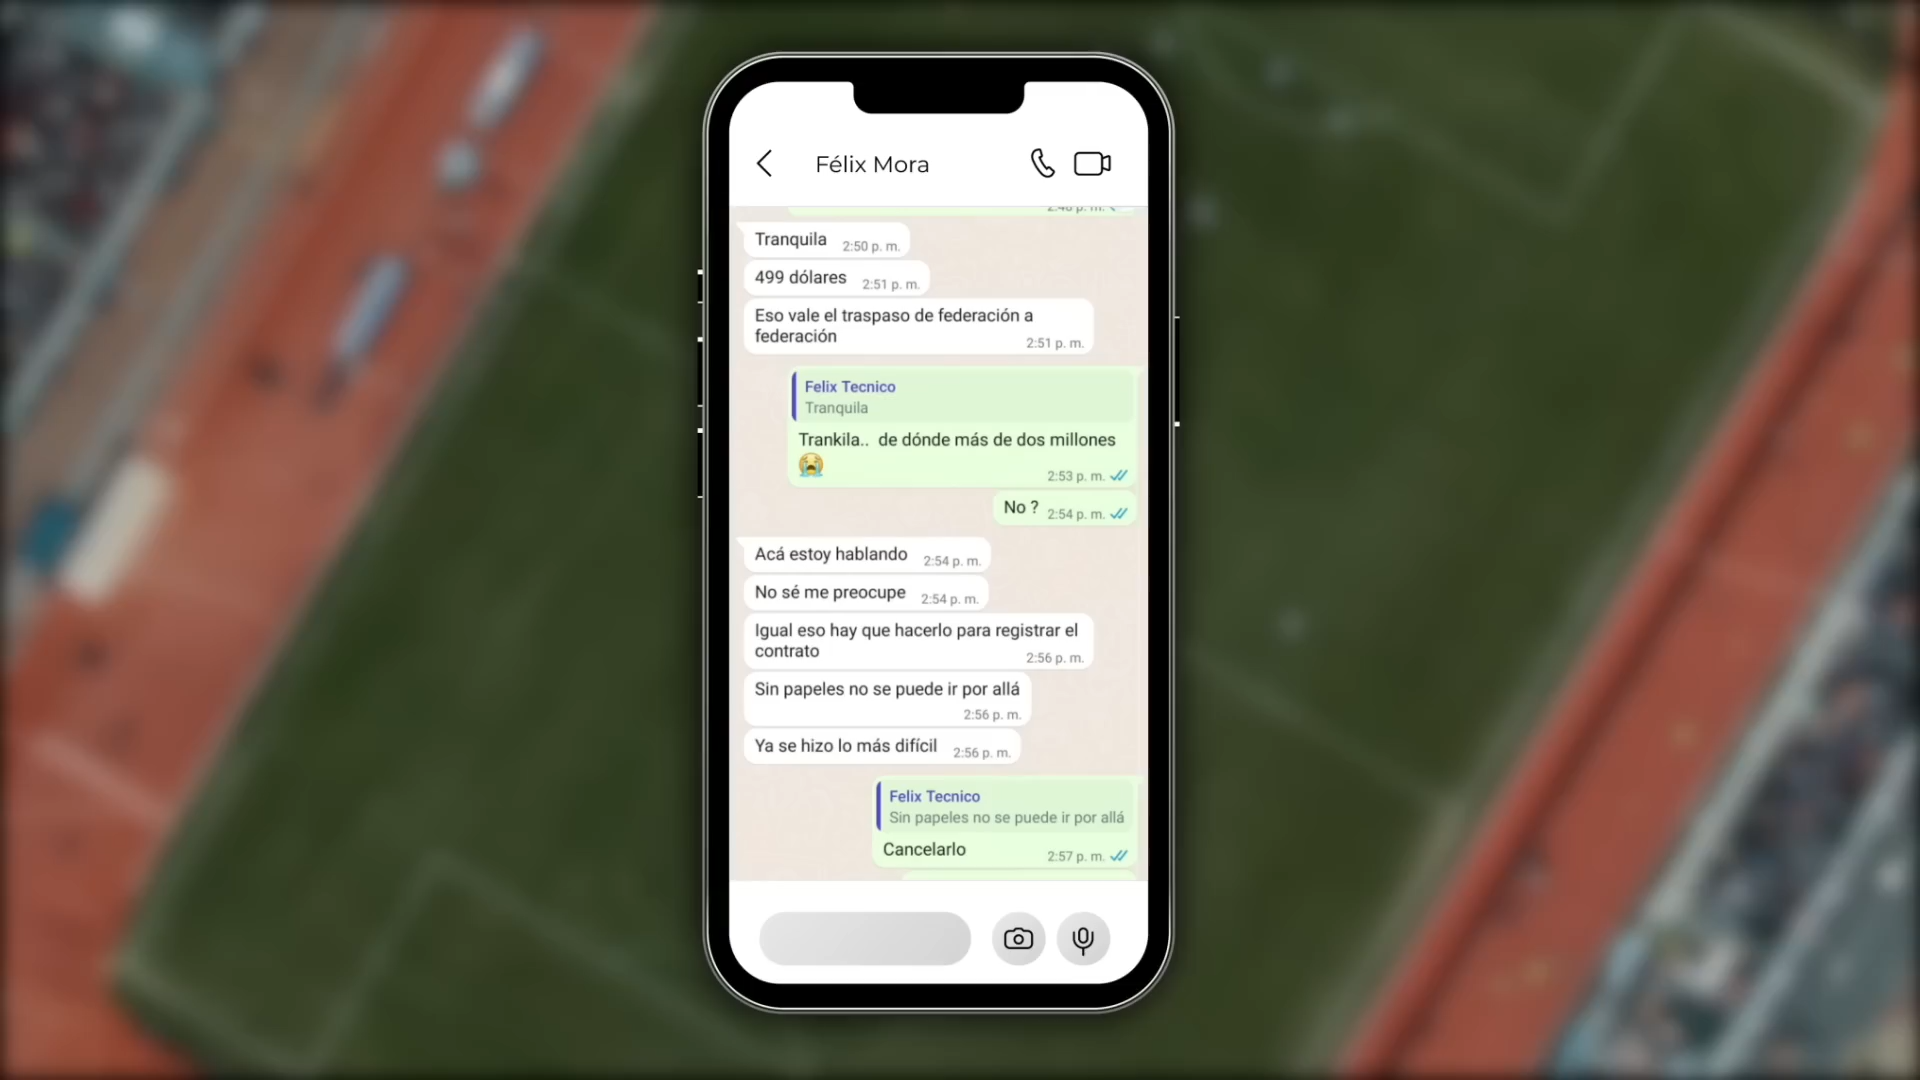 Félix Mora
2:48 p. m.
Tranquila 2:50 p. m.
499 dólares 2:51 p. m.
Eso vale el traspaso de federación a
federación 2:51 p. m.
Felix Tecnico
Tranquila
Trankila.. de dónde más de dos millones
😭 2:53 p. m.
No ? 2:54 p. m.
Acá estoy hablando 2:54 p. m.
No sé me preocupe 2:54 p. m.
Igual eso hay que hacerlo para registrar el
contrato 2:56 p. m.
Sin papeles no se puede ir por allá
2:56 p. m.
Ya se hizo lo más difícil 2:56 p. m.
Felix Tecnico
Sin papeles no se puede ir por allá
Cancelarlo 2:57 p. m.